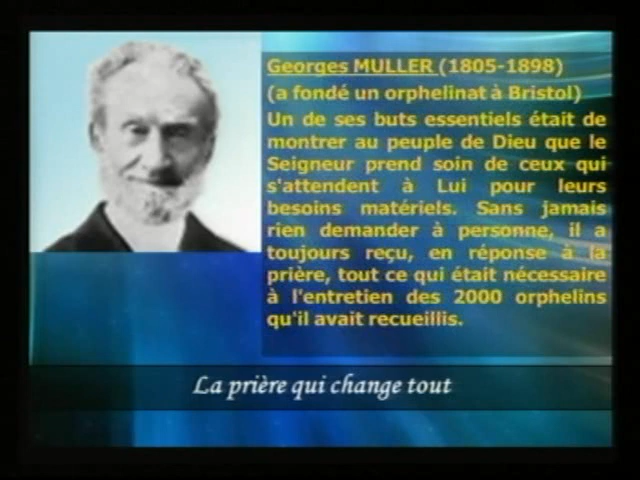 Georges MULLER (1805-1898)
(a fondé un orphelinat à Bristol)
Un de ses buts essentiels était de
montrer au peuple de Dieu que le
Seigneur prend soin de ceux qui
s'attendent à Lui pour leurs
besoins matériels. Sans jamais
rien demander à personne, il a
toujours reçu, en réponse à la
prière, tout ce qui était nécessaire
à l'entretien des 2000 orphelins
qu'il avait recueillis.
La prière qui change tout